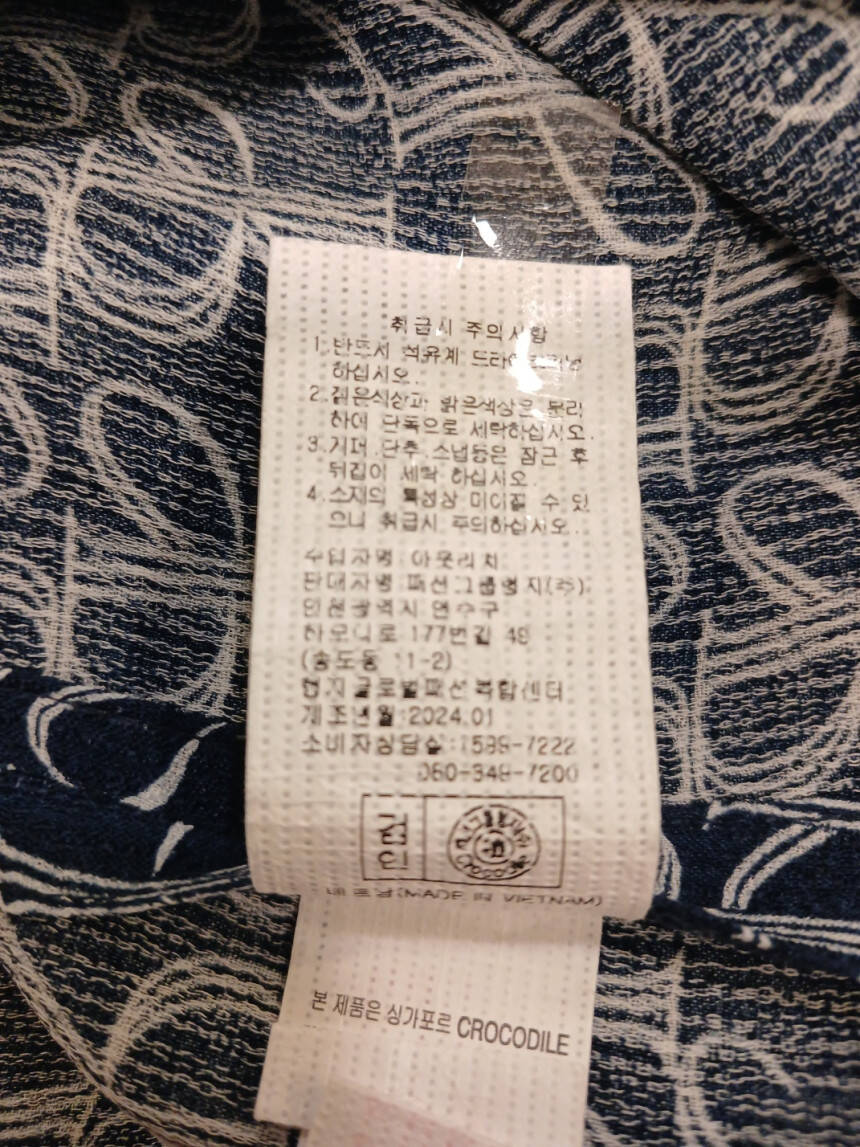 취급시 주의사항
1.반드시 석유계 드라이크리닝
하십시오.
2.짙은색상과 밝은색상은 분리
하여 단독으로 세탁하십시오.
3.지퍼.단추.스냅등은 잠근 후
뒤집어 세탁 하십시오.
4.소재의 특성상 미어질 수 있
으니 취급시 주의하십시오.
수입자명:아웃리치
판매자명:패션그룹형지(주)
인천광역시 연수구
하모니로 177번길 49
(송도동 11-2)
형지글로벌패션복합센터
제조년월:2024.01
소비자상담실:1599-7222
080-349-7200
검인
(MADE IN VIETNAM)
본 제품은 싱가포르 CROCODILE